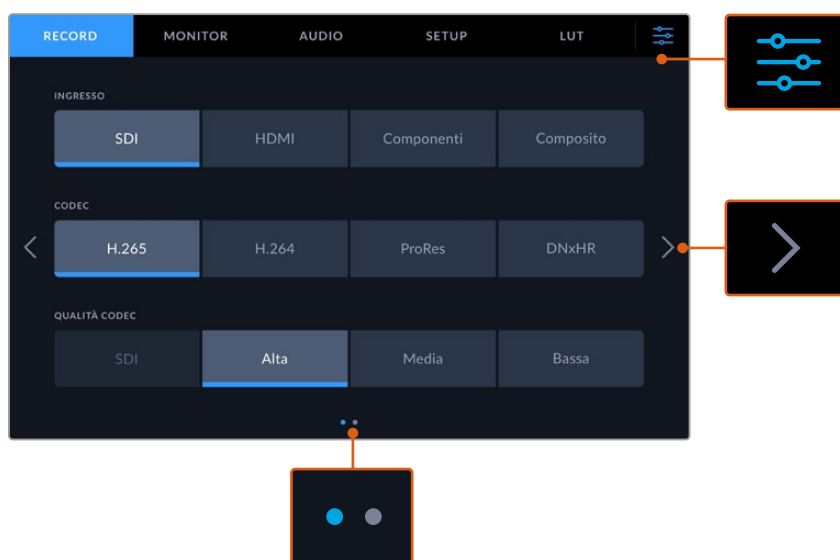 RECORD MONITOR AUDIO SETUP LUT
INGRESSO
SDI HDMI Componenti Composito
CODEC
H.265 H.264 ProRes DNxHR
QUALITÀ CODEC
SDI Alta Media Bassa